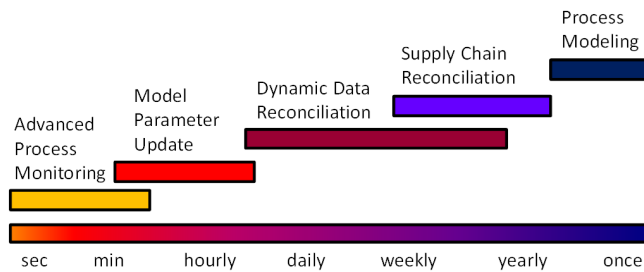 Process
Modeling
Supply Chain
Reconciliation
Dynamic Data
Reconciliation
Model
Parameter
Update
Advanced
Process
Monitoring
sec min hourly daily weekly yearly once